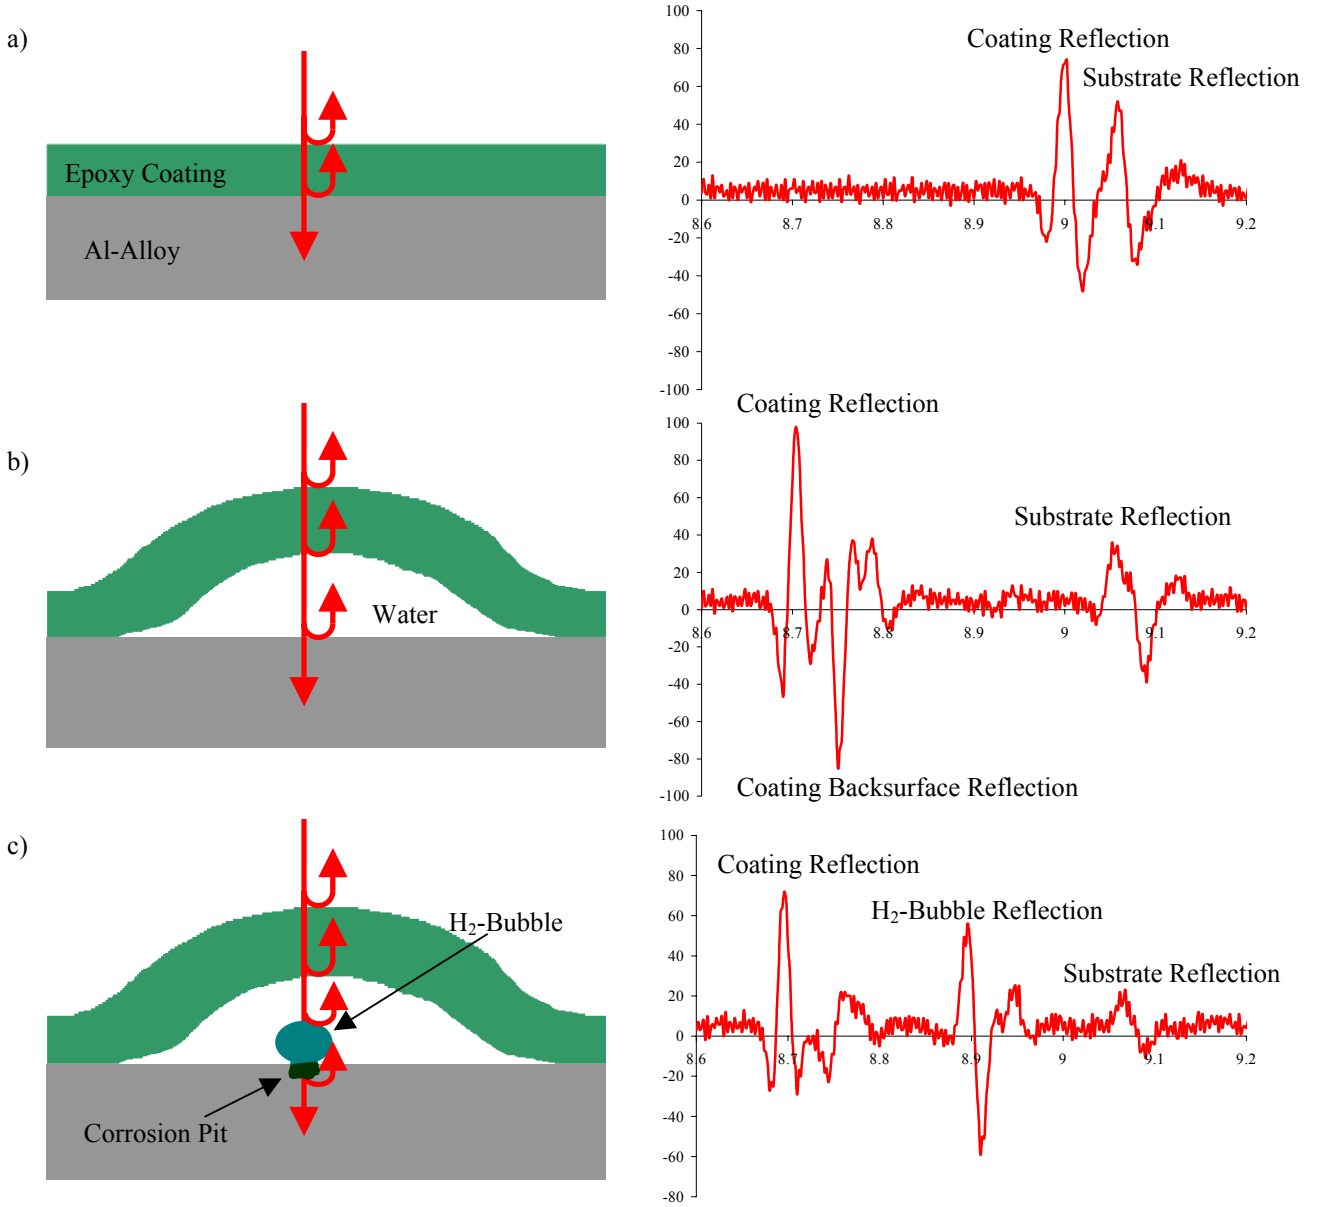 a)
Epoxy Coating
Al-Alloy
Coating Reflection
Substrate Reflection
100
80
60
40
20
0
-20
-40
-60
-80
-100
8.6 8.7 8.8 8.9 9 9.1 9.2
b)
Water
Coating Reflection
Substrate Reflection
Coating Backsurface Reflection
100
80
60
40
20
0
-20
-40
-60
-80
-100
8.6 8.7 8.8 8.9 9 9.1 9.2
c)
H₂-Bubble
Corrosion Pit
Coating Reflection
H₂-Bubble Reflection
Substrate Reflection
100
80
60
40
20
0
-20
-40
-60
-80
8.6 8.7 8.8 8.9 9 9.1 9.2